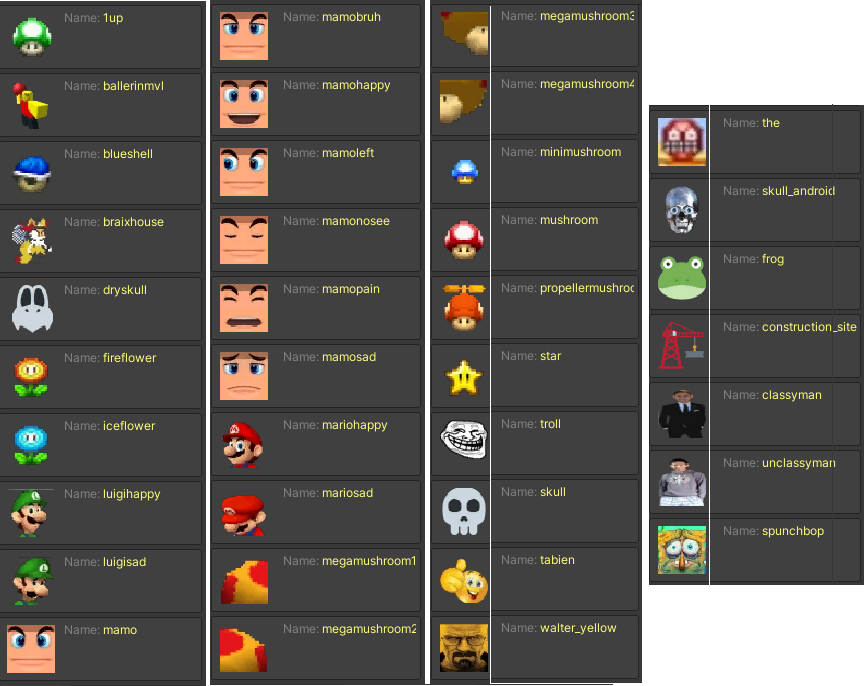 Name: 1up
Name: ballerinmvl
Name: blueshell
Name: braixhouse
Name: dryskull
Name: fireflower
Name: iceflower
Name: luigihappy
Name: luigisad
Name: mamo
Name: mamobruh
Name: mamohappy
Name: mamoleft
Name: mamonosee
Name: mamopain
Name: mamosad
Name: mariohappy
Name: mariosad
Name: megamushroom1
Name: megamushroom2
Name: megamushroom3
Name: megamushroom4
Name: minimushroom
Name: mushroom
Name: propellermushroo
Name: star
Name: troll
Name: skull
Name: tabien
Name: walter_yellow
Name: the
Name: skull_android
Name: frog
Name: construction_site
Name: classyman
Name: unclassyman
Name: spunchbop